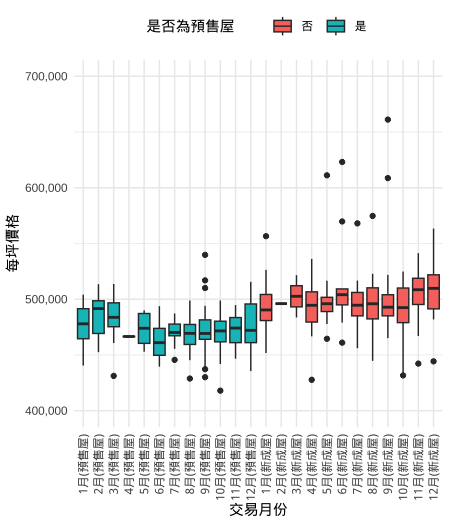 是否為預售屋 否 是
700,000
600,000
500,000
400,000
每坪價格
1月(預售屋)
2月(預售屋)
3月(預售屋)
4月(預售屋)
5月(預售屋)
6月(預售屋)
7月(預售屋)
8月(預售屋)
9月(預售屋)
10月(預售屋)
11月(預售屋)
12月(預售屋)
1月(新成屋)
2月(新成屋)
3月(新成屋)
4月(新成屋)
5月(新成屋)
6月(新成屋)
7月(新成屋)
8月(新成屋)
9月(新成屋)
10月(新成屋)
11月(新成屋)
12月(新成屋)
交易月份